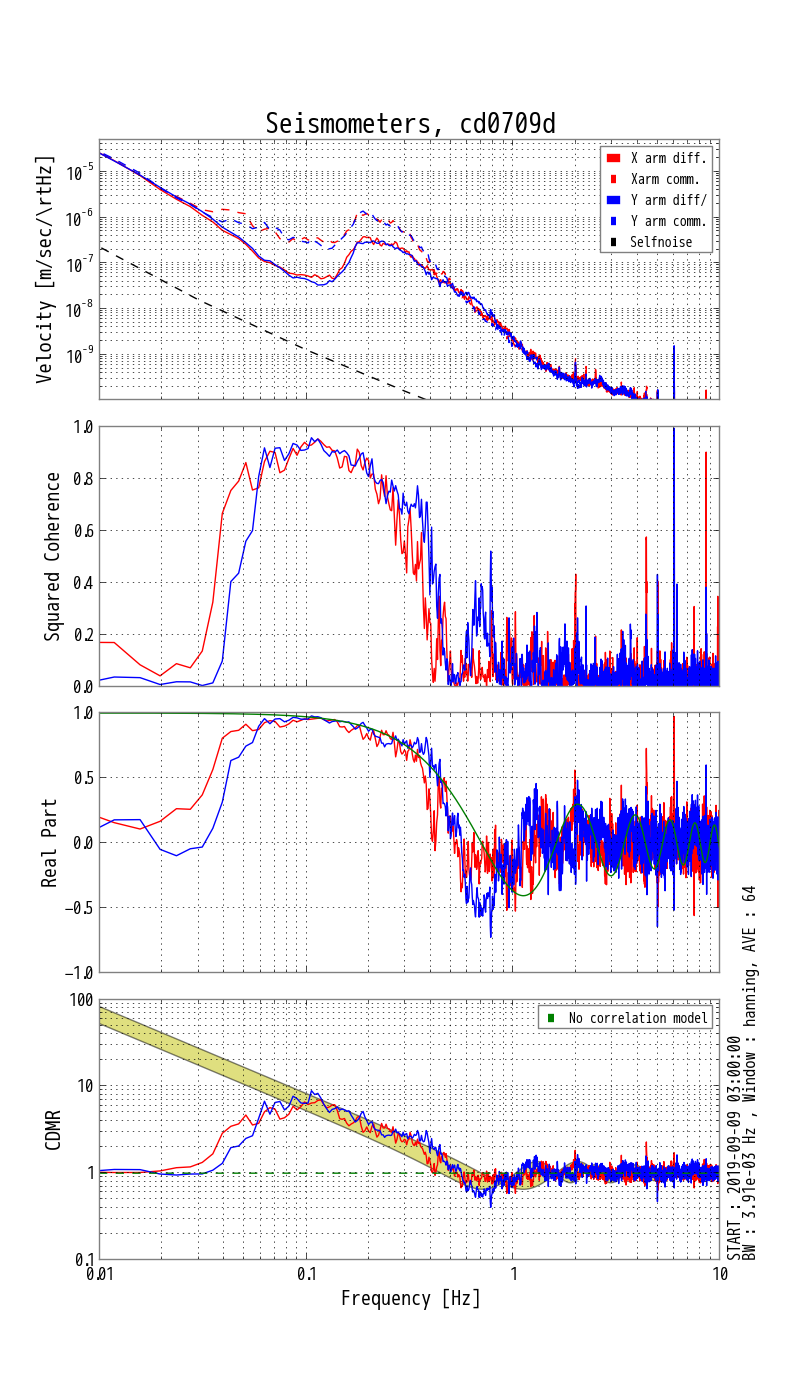 Seismometers, cd0709d
Velocity [m/sec/\rtHz]
10^-5
10^-6
10^-7
10^-8
10^-9
X arm diff.
Xarm comm.
Y arm diff/
Y arm comm.
Selfnoise
Squared Coherence
1.0
0.8
0.6
0.4
0.2
0.0
Real Part
1.0
0.5
0.0
−0.5
−1.0
CDMR
100
10
1
0.1
No correlation model
0.01
0.1
1
10
Frequency [Hz]
START : 2019-09-09 03:00:00
BW : 3.91e-03 Hz , Window : hanning, AVE : 64